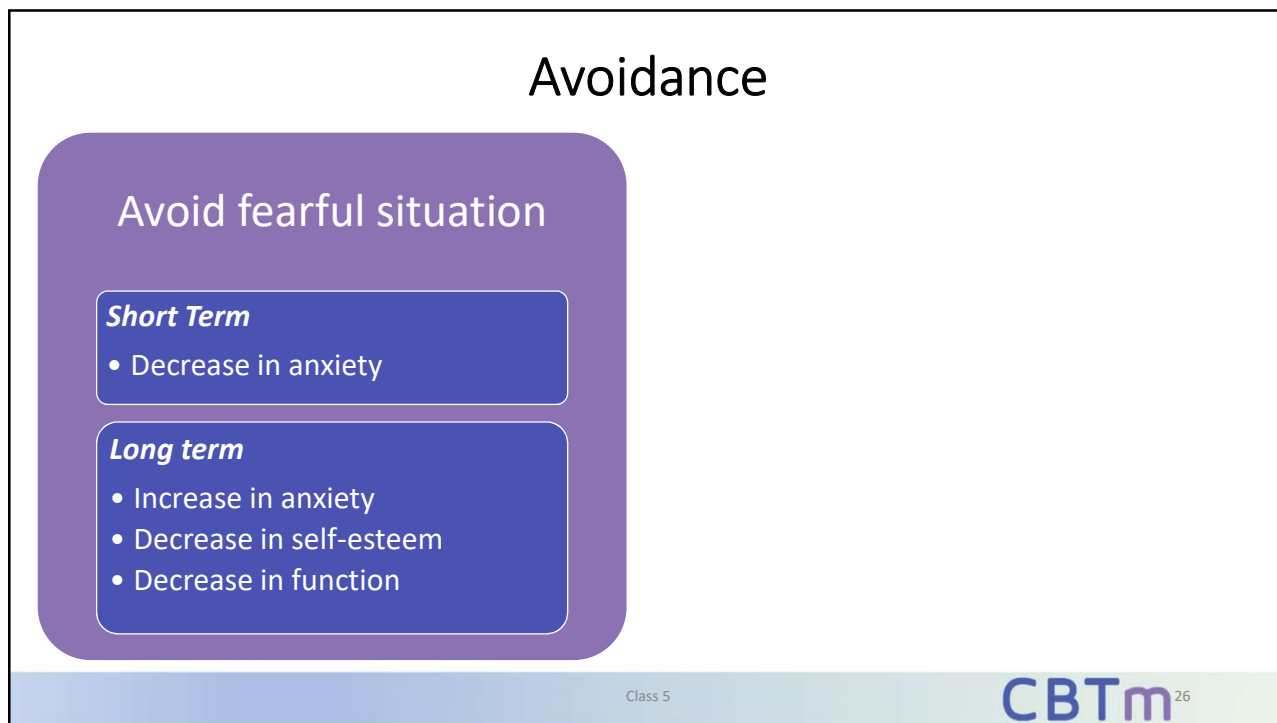 Avoidance
Avoid fearful situation
Short Term
• Decrease in anxiety
Long term
• Increase in anxiety
• Decrease in self-esteem
• Decrease in function
Class 5
CBTm
26